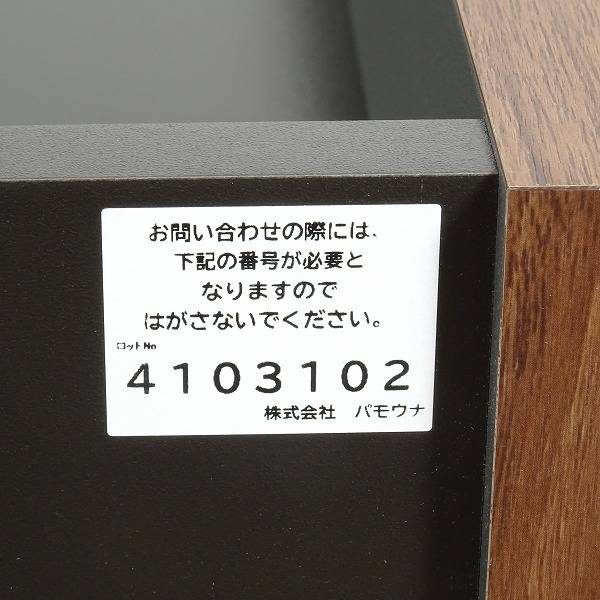 お問い合わせの際には、
下記の番号が必要と
なりますので
はがさないでください。
ロットNo
4103102
株式会社　パモウナ